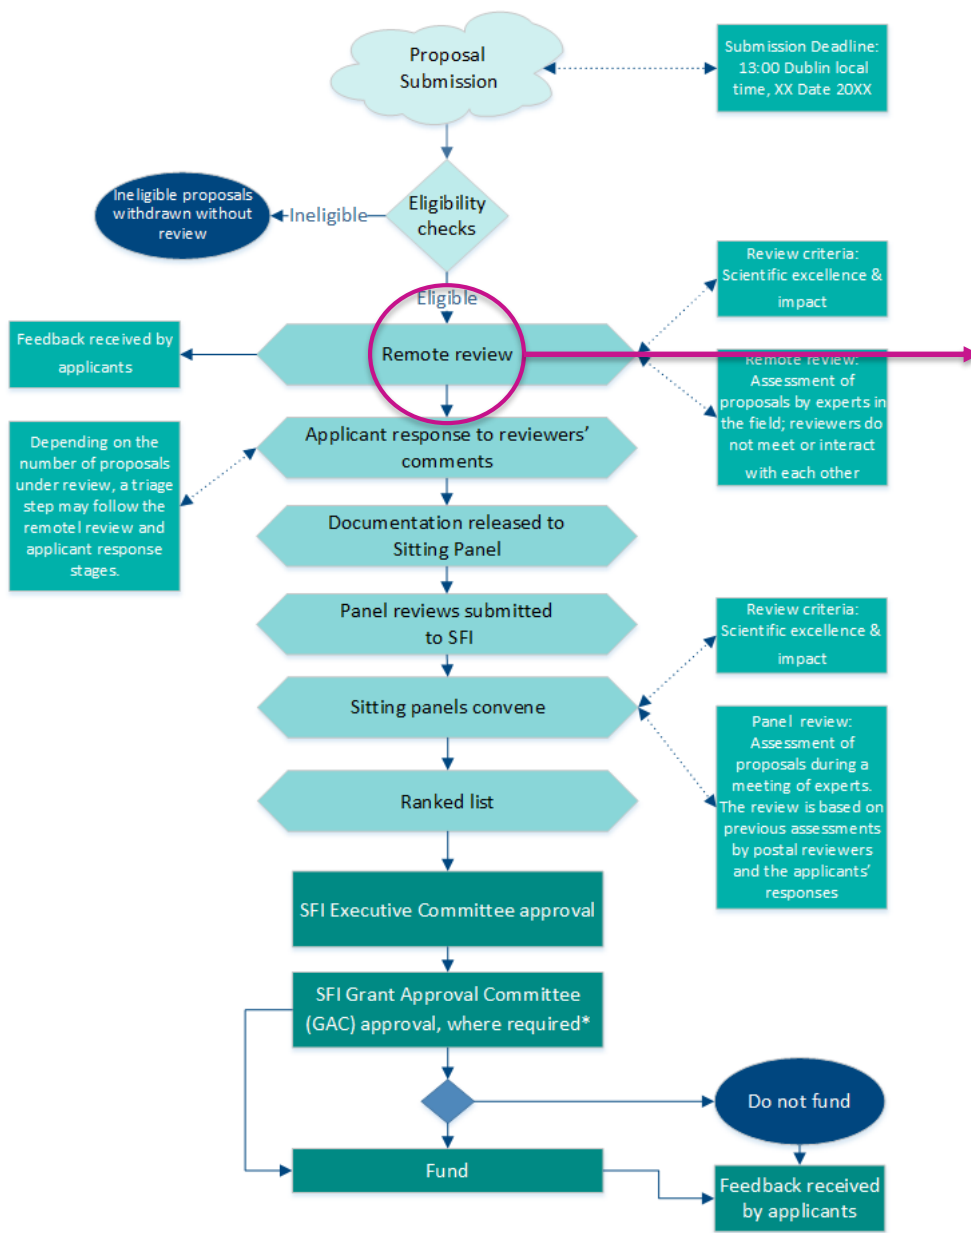 Proposal
Submission
Submission Deadline:
13:00 Dublin local
time, XX Date 20XX
Ineligible proposals
withdrawn without
review
Ineligible
Eligibility
checks
Eligible
Review criteria:
Scientific excellence &
impact
Feedback received by
applicants
Remote review
Remote review:
Assessment of
proposals by experts in
the field; reviewers do
not meet or interact
with each other
Depending on the
number of proposals
under review, a triage
step may follow the
remotel review and
applicant response
stages.
Applicant response to reviewers’
comments
Documentation released to
Sitting Panel
Panel reviews submitted
to SFI
Review criteria:
Scientific excellence &
impact
Sitting panels convene
Panel review:
Assessment of
proposals during a
meeting of experts.
The review is based on
previous assessments
by postal reviewers
and the applicants’
responses
Ranked list
SFI Executive Committee approval
SFI Grant Approval Committee
(GAC) approval, where required*
Do not fund
Fund
Feedback received
by applicants